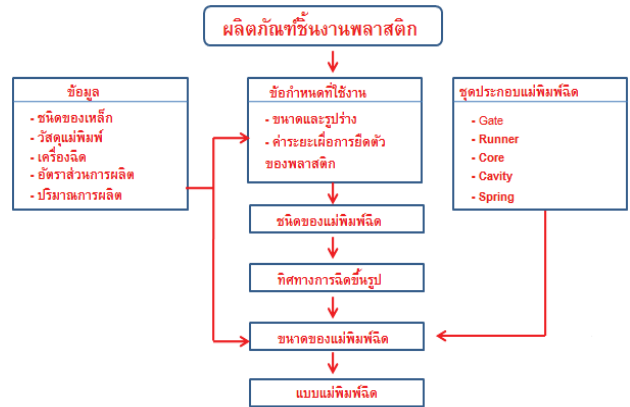 ผลิตภัณฑ์ชิ้นงานพลาสติก
ข้อมูล
- ชนิดของเหล็ก
- วัสดุแม่พิมพ์
- เครื่องฉีด
- อัตราส่วนการผลิต
- ปริมาณการผลิต
ข้อกำหนดที่ใช้งาน
- ขนาดและรูปร่าง
- ค่าระยะเผื่อการยืดตัว
ของพลาสติก
ชุดประกอบแม่พิมพ์ฉีด
- Gate
- Runner
- Core
- Cavity
- Spring
ชนิดของแม่พิมพ์ฉีด
ทิศทางการฉีดขึ้นรูป
ขนาดของแม่พิมพ์ฉีด
แบบแม่พิมพ์ฉีด